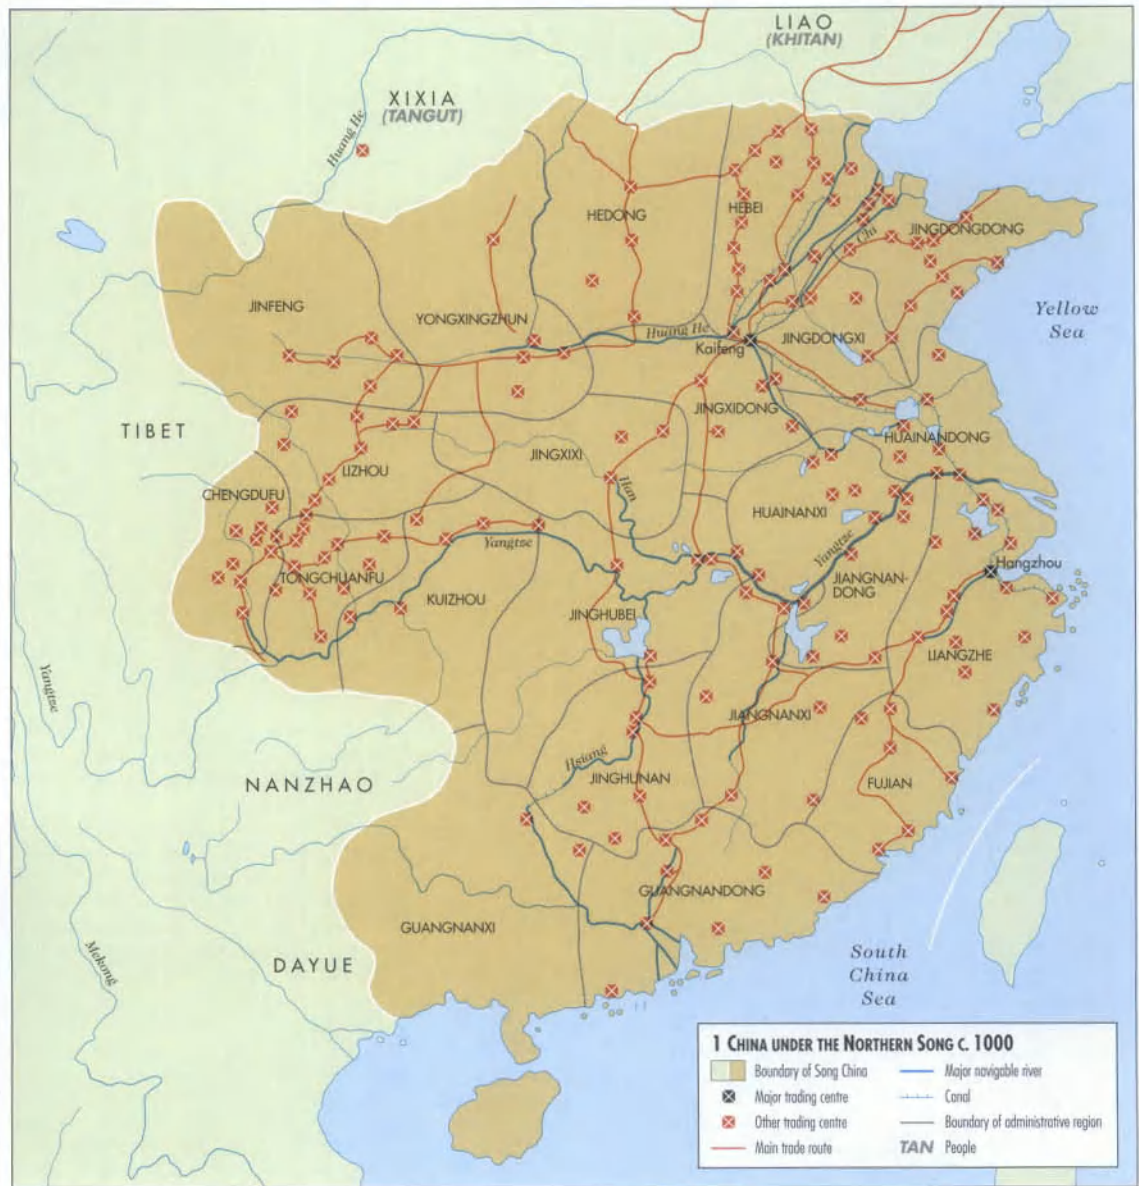 LIAO
(KHITAN)
XIXIA
(TANGUT)
Huang He
HEDONG
HEBEI
JINGDONGDONG
Chi
JINFENG
YONGXINGZHUN
Huang He
Kaifeng
JINGDONGXI
Yellow
Sea
TIBET
JINGXIDONG
HUAINANDONG
LIZHOU
JINGXIXI
CHENGDUFU
Han
HUAINANXI
Yangtze
Yangtze
Hangzhou
TONGCHUANFU
KUIZHOU
JIANGNAN-
DONG
JINGHUBEI
LIANGZHE
Yangtze
JIANGNANXI
Hsiang
NANZHAO
JINGHUNAN
FUJIAN
GUANGNANDONG
GUANGNANXI
DAYUE
Mekong
South
China
Sea
1 CHINA UNDER THE NORTHERN SONG C. 1000
Boundary of Song China
Major navigable river
Major trading centre
Canal
Other trading centre
Boundary of administrative region
Main trade route
TAN People